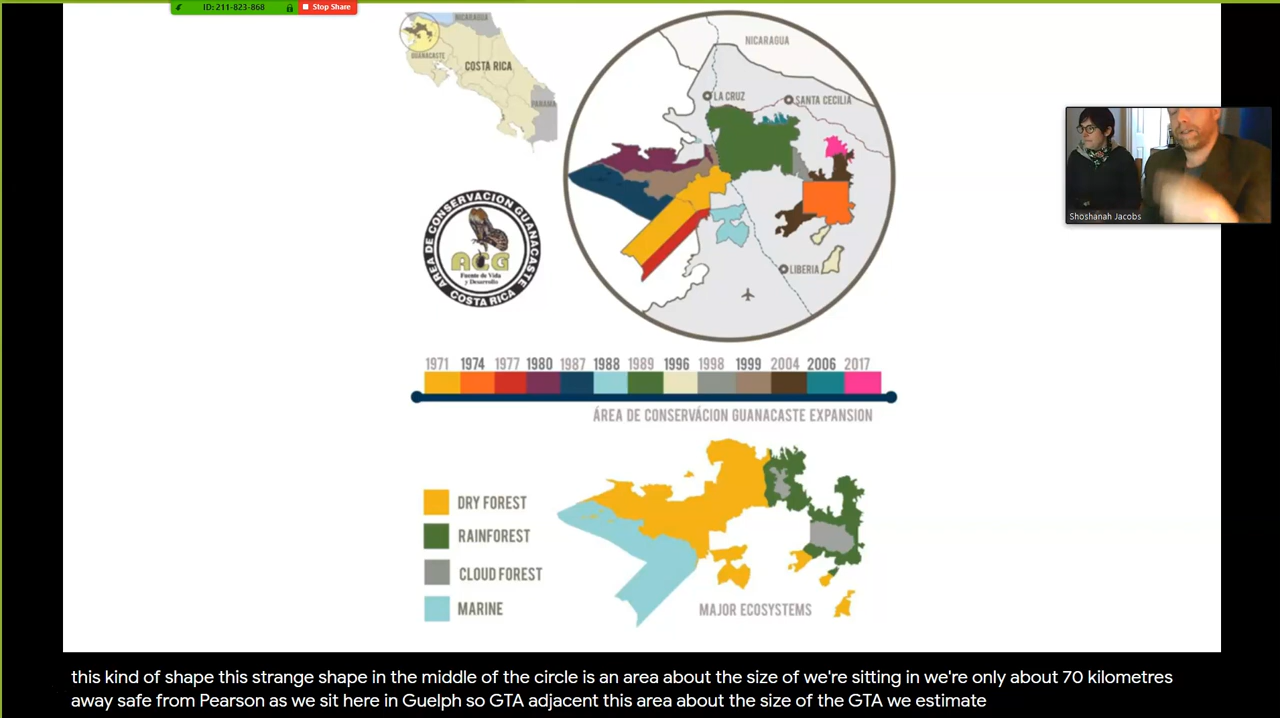 ID: 211-823-868
Stop Share
NICARAGUA
GUANACASTE
COSTA RICA
PANAMA
NICARAGUA
LA CRUZ
SANTA CECILIA
LIBERIA
ÁREA DE CONSERVACION GUANACASTE
ACG
Fuente de Vida
y Desarrollo
COSTA RICA
Shoshanah Jacobs
1971 1974 1977 1980 1987 1988 1989 1996 1998 1999 2004 2006 2017
ÁREA DE CONSERVÁCION GUANACASTE EXPANSION
DRY FOREST
RAINFOREST
CLOUD FOREST
MARINE
MAJOR ECOSYSTEMS
this kind of shape this strange shape in the middle of the circle is an area about the size of we're sitting in we're only about 70 kilometres
away safe from Pearson as we sit here in Guelph so GTA adjacent this area about the size of the GTA we estimate